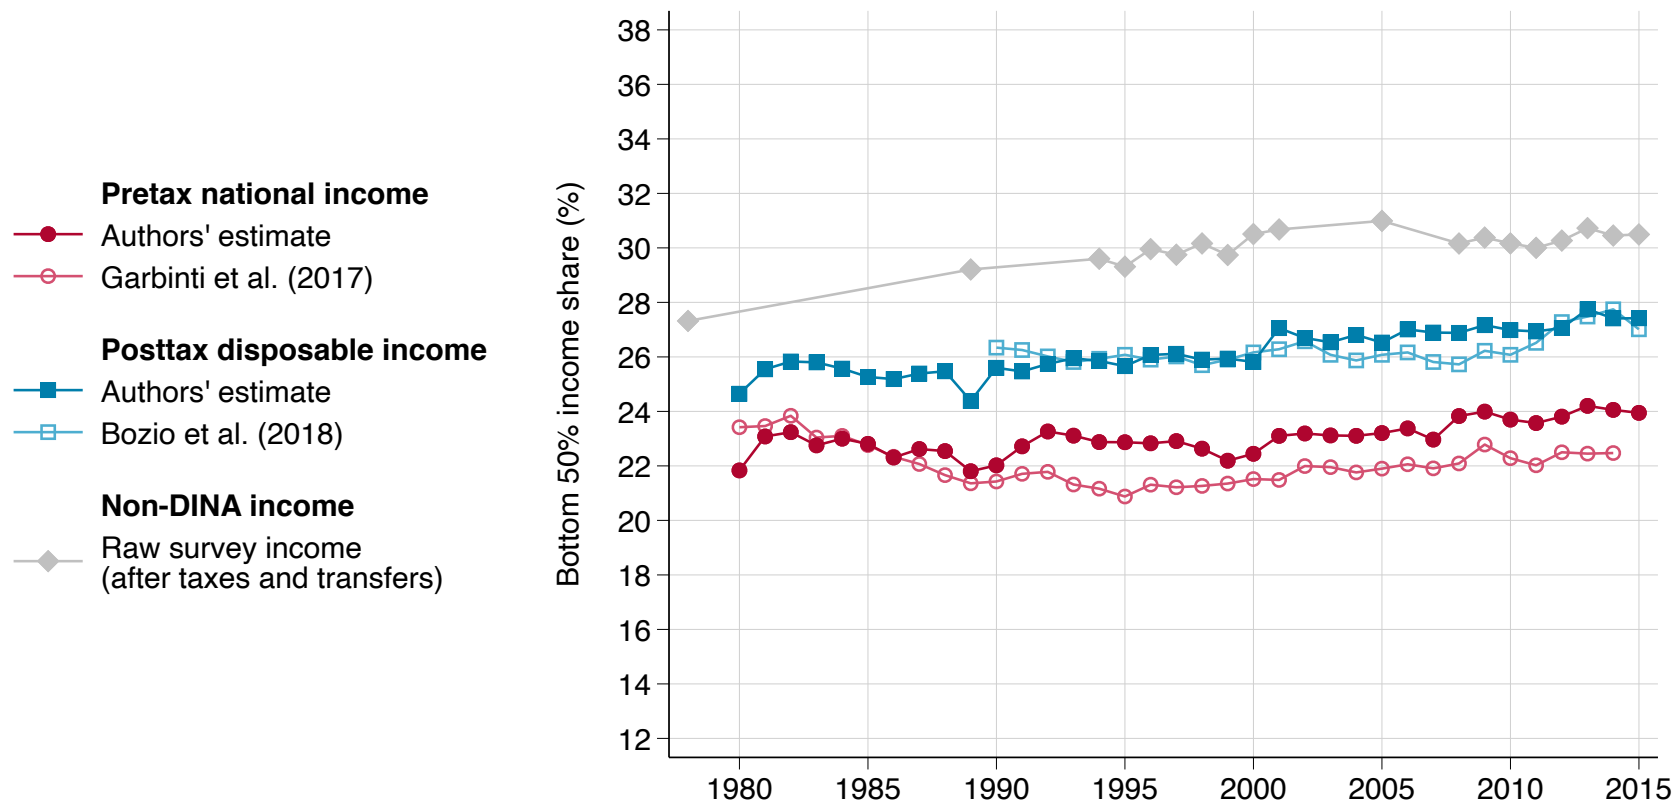 Pretax national income
Authors' estimate
Garbinti et al. (2017)
Posttax disposable income
Authors' estimate
Bozio et al. (2018)
Non-DINA income
Raw survey income
(after taxes and transfers)
Bottom 50% income share (%)
38
36
34
32
30
28
26
24
22
20
18
16
14
12
1980 1985 1990 1995 2000 2005 2010 2015